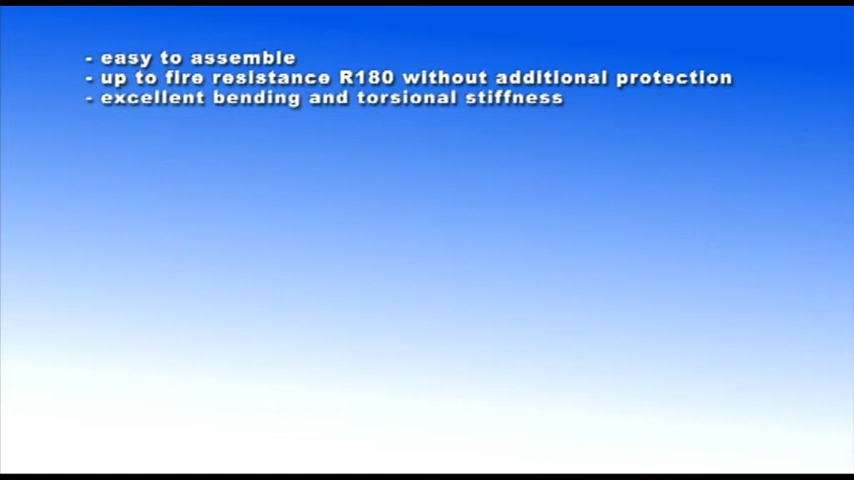 - easy to assemble
- up to fire resistance R180 without additional protection
- excellent bending and torsional stiffness